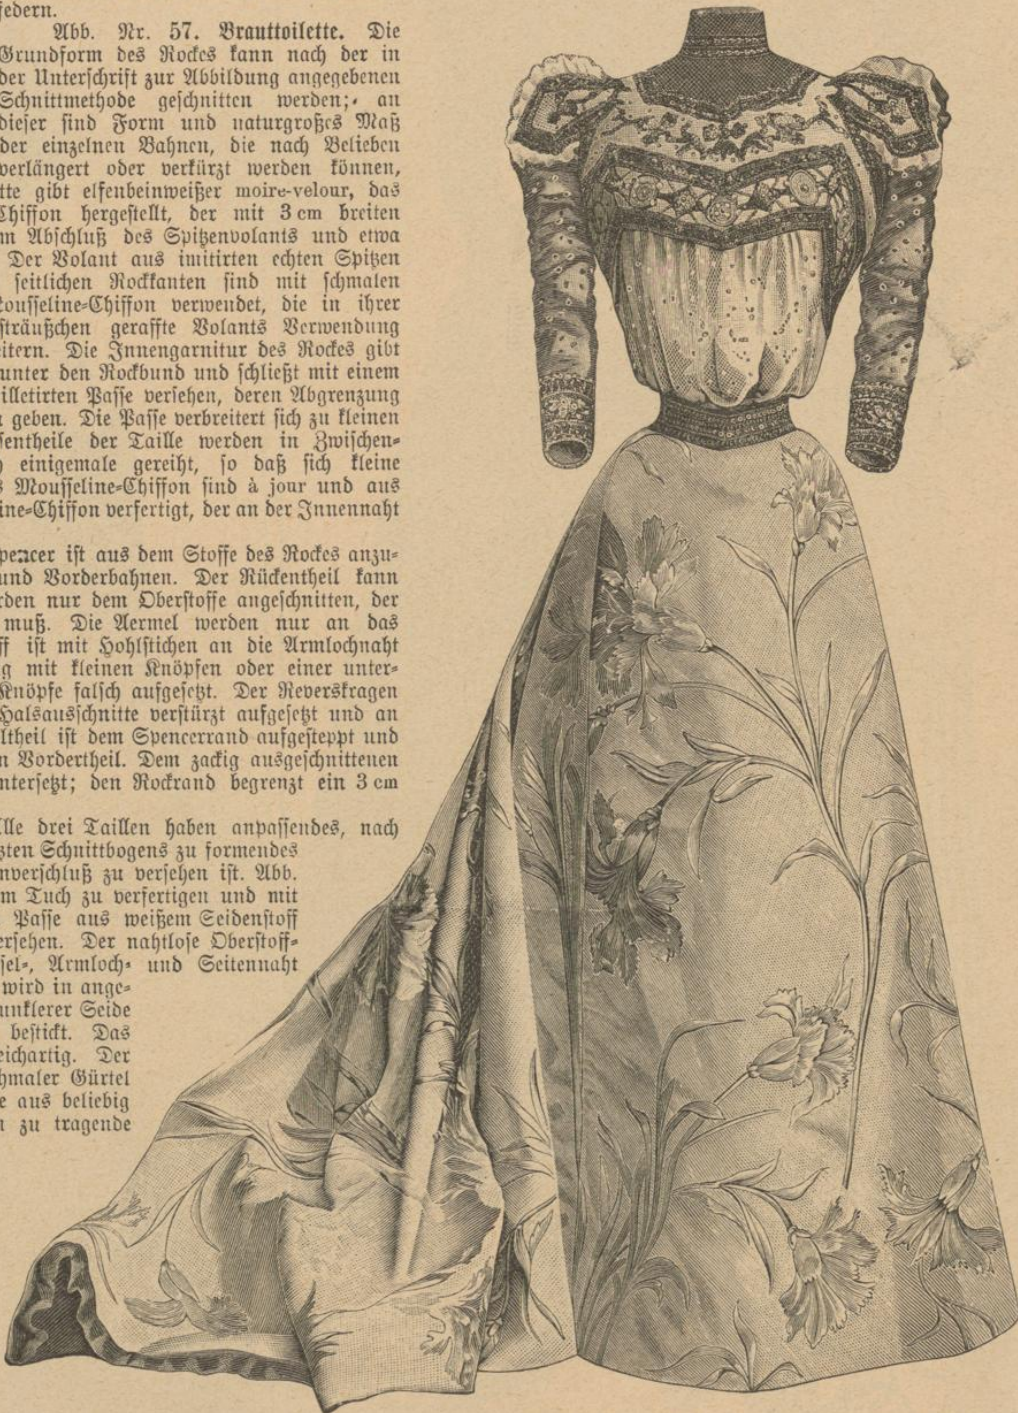 federn.
Abb. Nr. 57. Brauttoilette. Die
Grundform des Rockes kann nach der in
der Unterschrift zur Abbildung angegebenen
Schnittmethode geschnitten werden; an
dieser sind Form und naturgroßes Maß
der einzelnen Bahnen, die nach Belieben
verlängert oder verkürzt werden können,
tte gibt elfenbeinweißer moire-velour, das
Chiffon hergestellt, der mit 3 cm breiten
m Abschluß des Spitzenvolants und etwa
Der Volant aus imitirten echten Spitzen
seitlichen Rockkanten sind mit schmalen
Mousseline-Chiffon verwendet, die in ihrer
sträußchen geraffte Volants Verwendung
eitern. Die Innengarnitur des Rockes gibt
unter den Rockbund und schließt mit einem
illetirten Passe versehen, deren Abgrenzung
geben. Die Passe verbreitert sich zu kleinen
sentheile der Taille werden in Zwischen-
einigemale gereiht, so daß sich kleine
s Mousseline-Chiffon sind à jour und aus
ine-Chiffon verfertigt, der an der Innennaht
pencer ist aus dem Stoffe des Rockes anzu-
und Vorderbahnen. Der Rückentheil kann
rden nur dem Oberstoffe angeschnitten, der
muß. Die Aermel werden nur an das
ff ist mit Hohlstichen an die Armlochnaht
g mit kleinen Knöpfen oder einer unter-
Knöpfe falsch aufgesetzt. Der Reverskragen
Halsausschnitte verstürzt aufgesetzt und an
ltheil ist dem Spencerrand aufgesteppt und
n Vordertheil. Dem zackig ausgeschnittenen
ntersetzt; den Rockrand begrenzt ein 3 cm
lle drei Taillen haben anpassendes, nach
zten Schnittbogens zu formendes
nverschluß zu versehen ist. Abb.
m Tuch zu verfertigen und mit
Passe aus weißem Seidenstoff
ersehen. Der nahtlose Oberstoff-
sel-, Armloch- und Seitennaht
wird in ange-
unklerer Seide
bestickt. Das
eichartig. Der
hmaler Gürtel
e aus beliebig
zu tragende